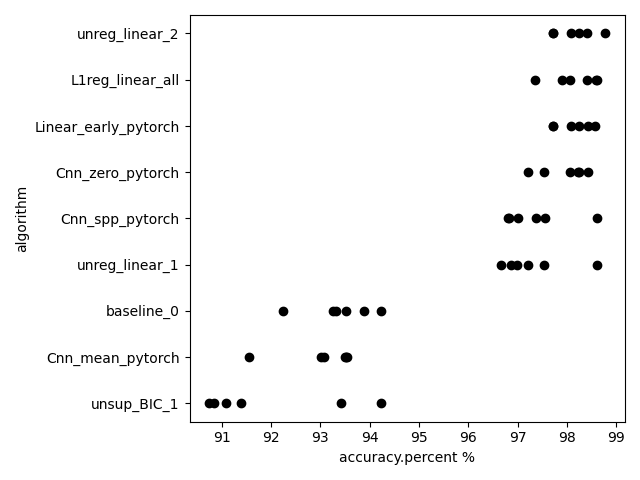 unreg_linear_2
L1reg_linear_all
Linear_early_pytorch
Cnn_zero_pytorch
Cnn_spp_pytorch
unreg_linear_1
baseline_0
Cnn_mean_pytorch
unsup_BIC_1
algorithm
91 92 93 94 95 96 97 98 99
accuracy.percent %